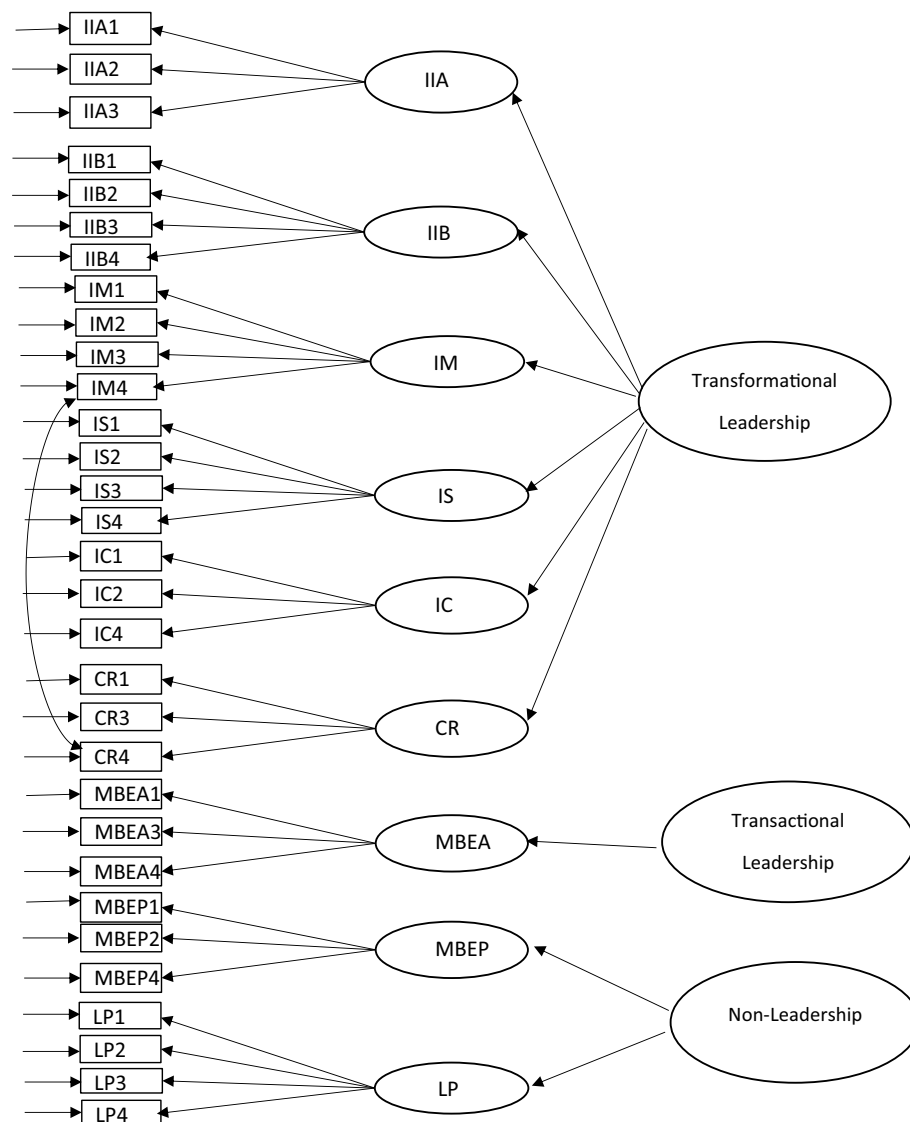 IIA1
IIA2
IIA3
IIB1
IIB2
IIB3
IIB4
IM1
IM2
IM3
IM4
IS1
IS2
IS3
IS4
IC1
IC2
IC4
CR1
CR3
CR4
MBEA1
MBEA3
MBEA4
MBEP1
MBEP2
MBEP4
LP1
LP2
LP3
LP4
IIA
IIB
IM
IS
IC
CR
MBEA
MBEP
LP
Transformational
Leadership
Transactional
Leadership
Non-Leadership